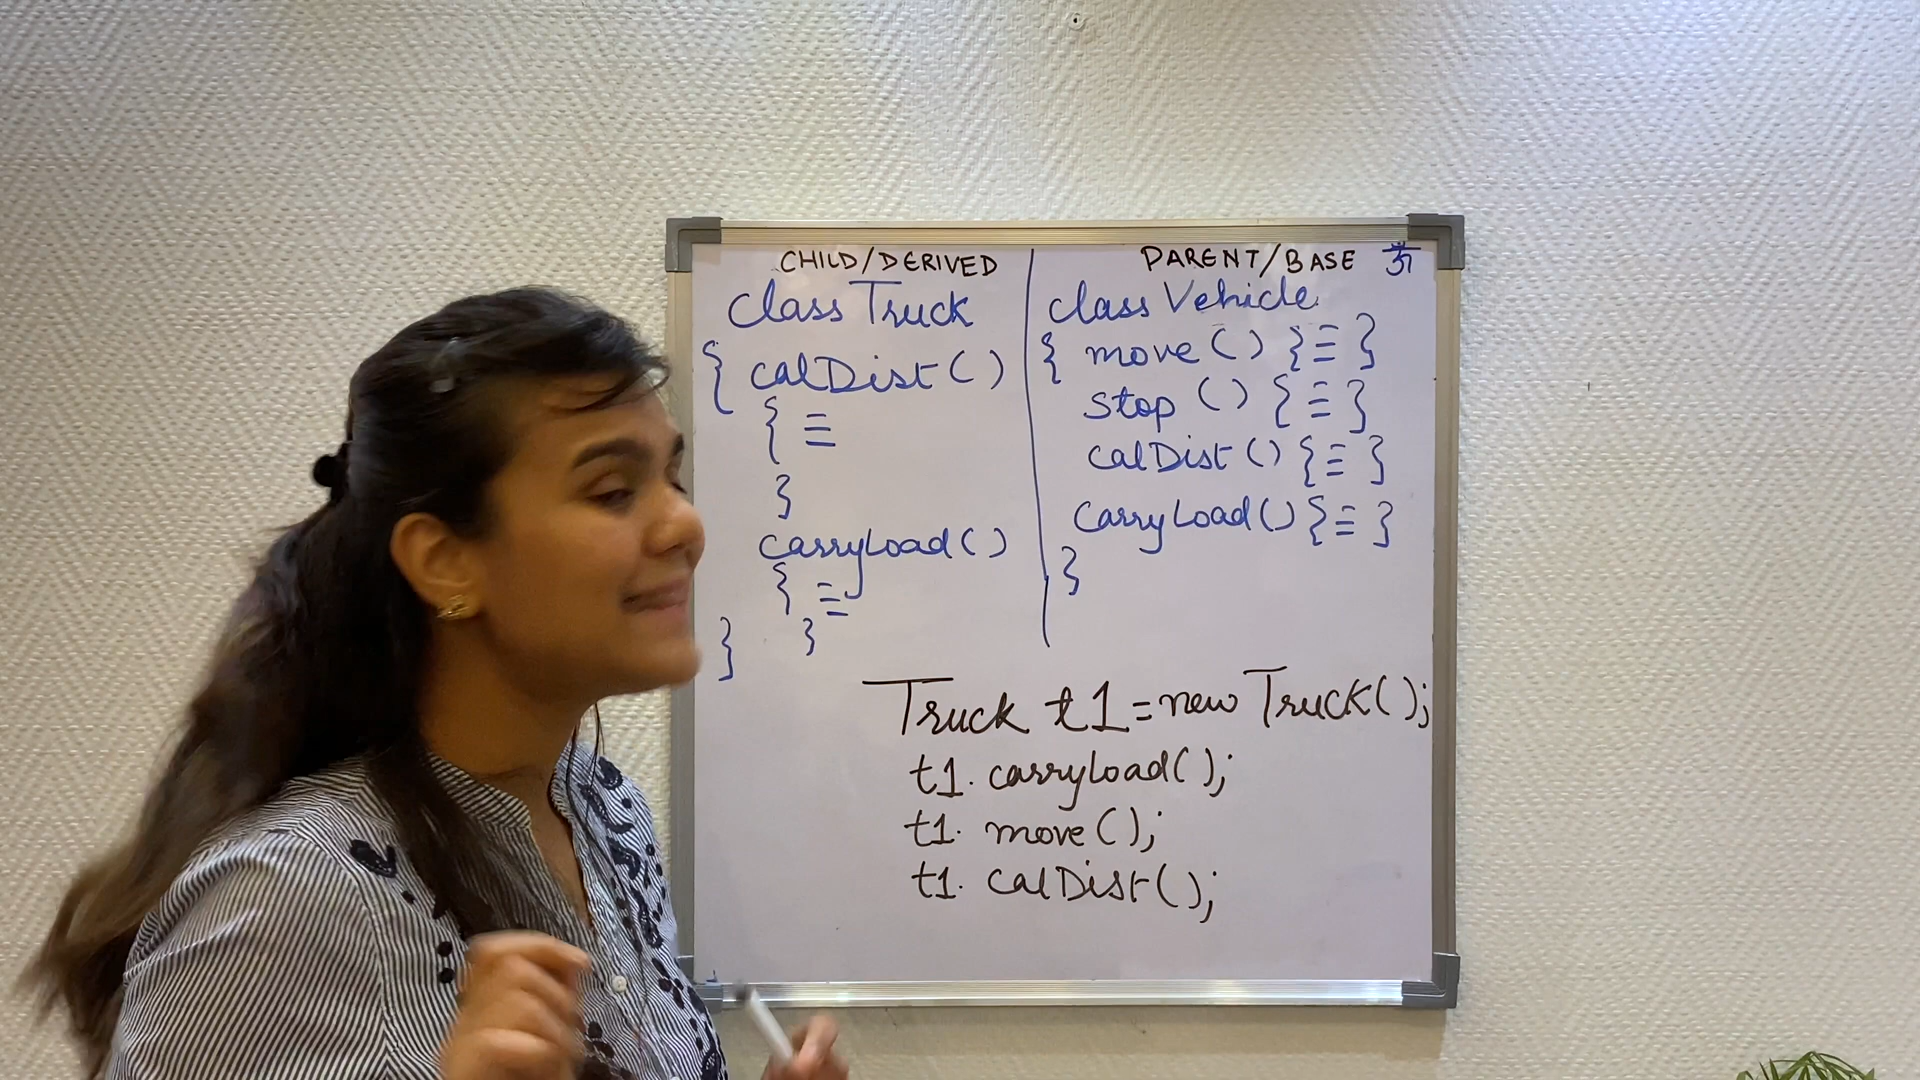 CHILD/DERIVED
class Truck
{ calDist()
{ ≡
}
carryLoad()
{ ≡
}
}
PARENT/BASE ॐ
class Vehicle
{ move() {≡}
stop() {≡}
calDist() {≡}
carryLoad() {≡}
}
Truck t1 = new Truck();
t1. carryLoad();
t1. move();
t1. calDist();